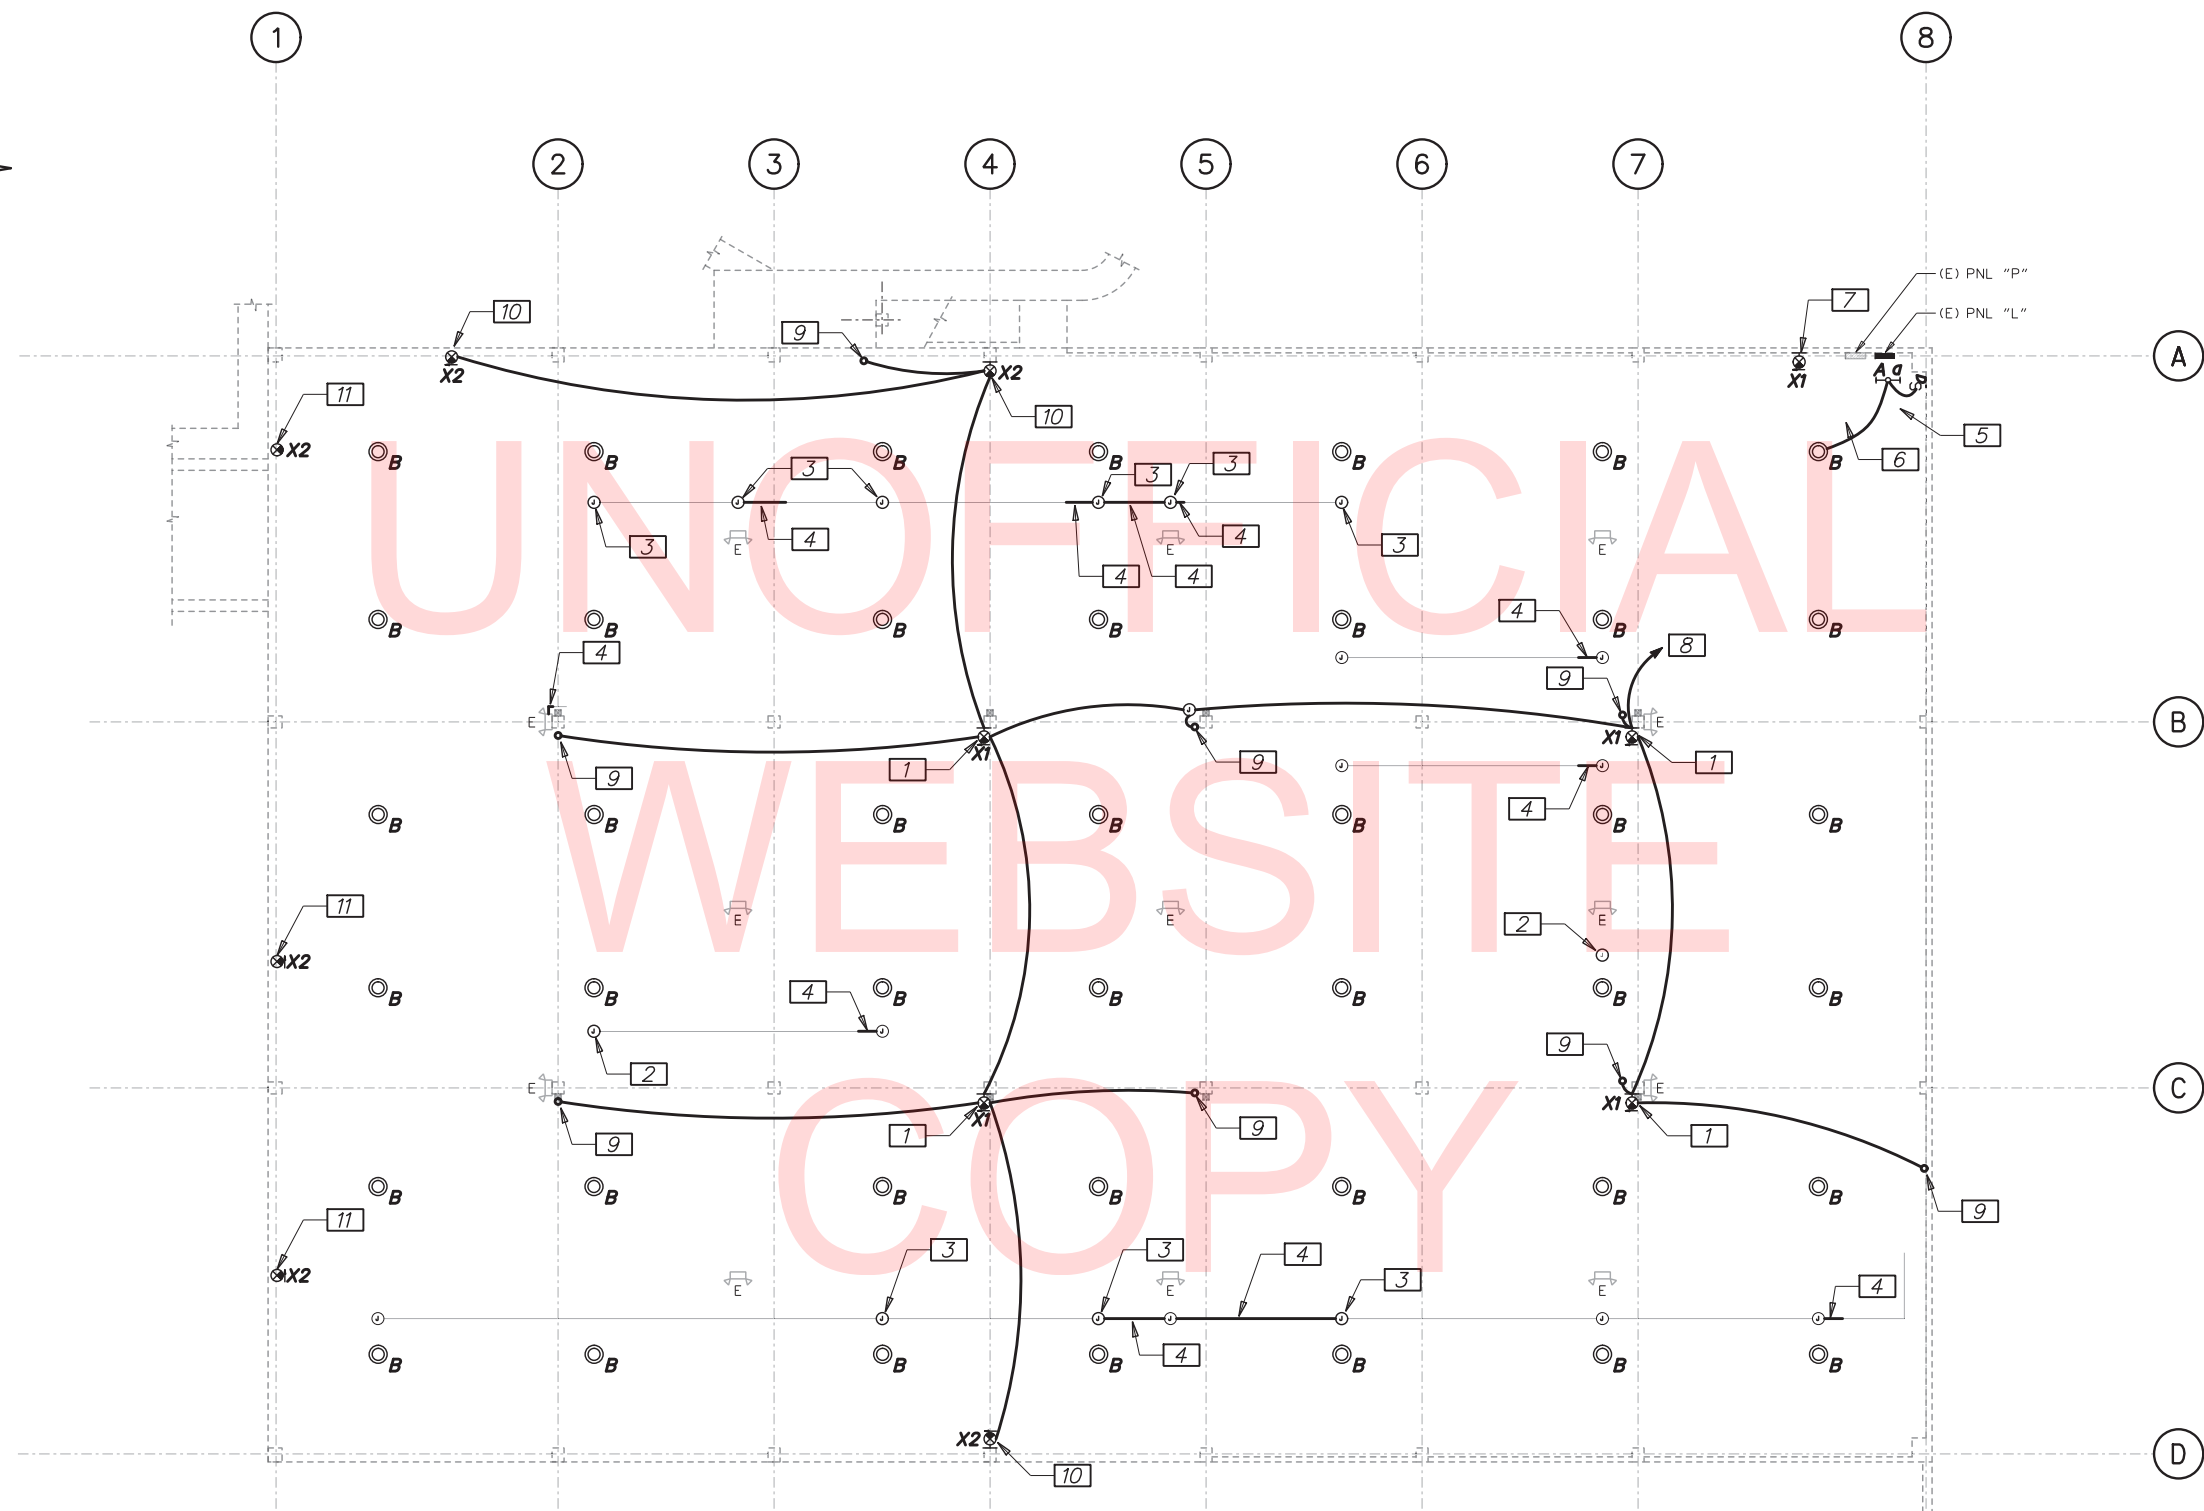 1 8
2 3 4 5 6 7
(E) PNL "P"
7
10 (E) PNL "L"
9
A
X2 X2 X1 A a a
11 10
5
X2 B B B B B B B 6
3 3 3
J J J J J J
3 4 4 3
E E E
4 4
4
B B B B B B B
4 8
J J
9
E J E B
X1 X1
9 1 9 1
J J
4
B B B B B B B
11 2
E E E
X2 J
B B B B B B B
4
J J
9
2
E E C
X1 X1
9 1 9 1
B B B B B B B
11 9
3 3 4
X2 E E 3 E 4
J J J J J J J
4
B B B B B B B
X2
D
10
UNOFFICIAL
WEBSITE
COPY